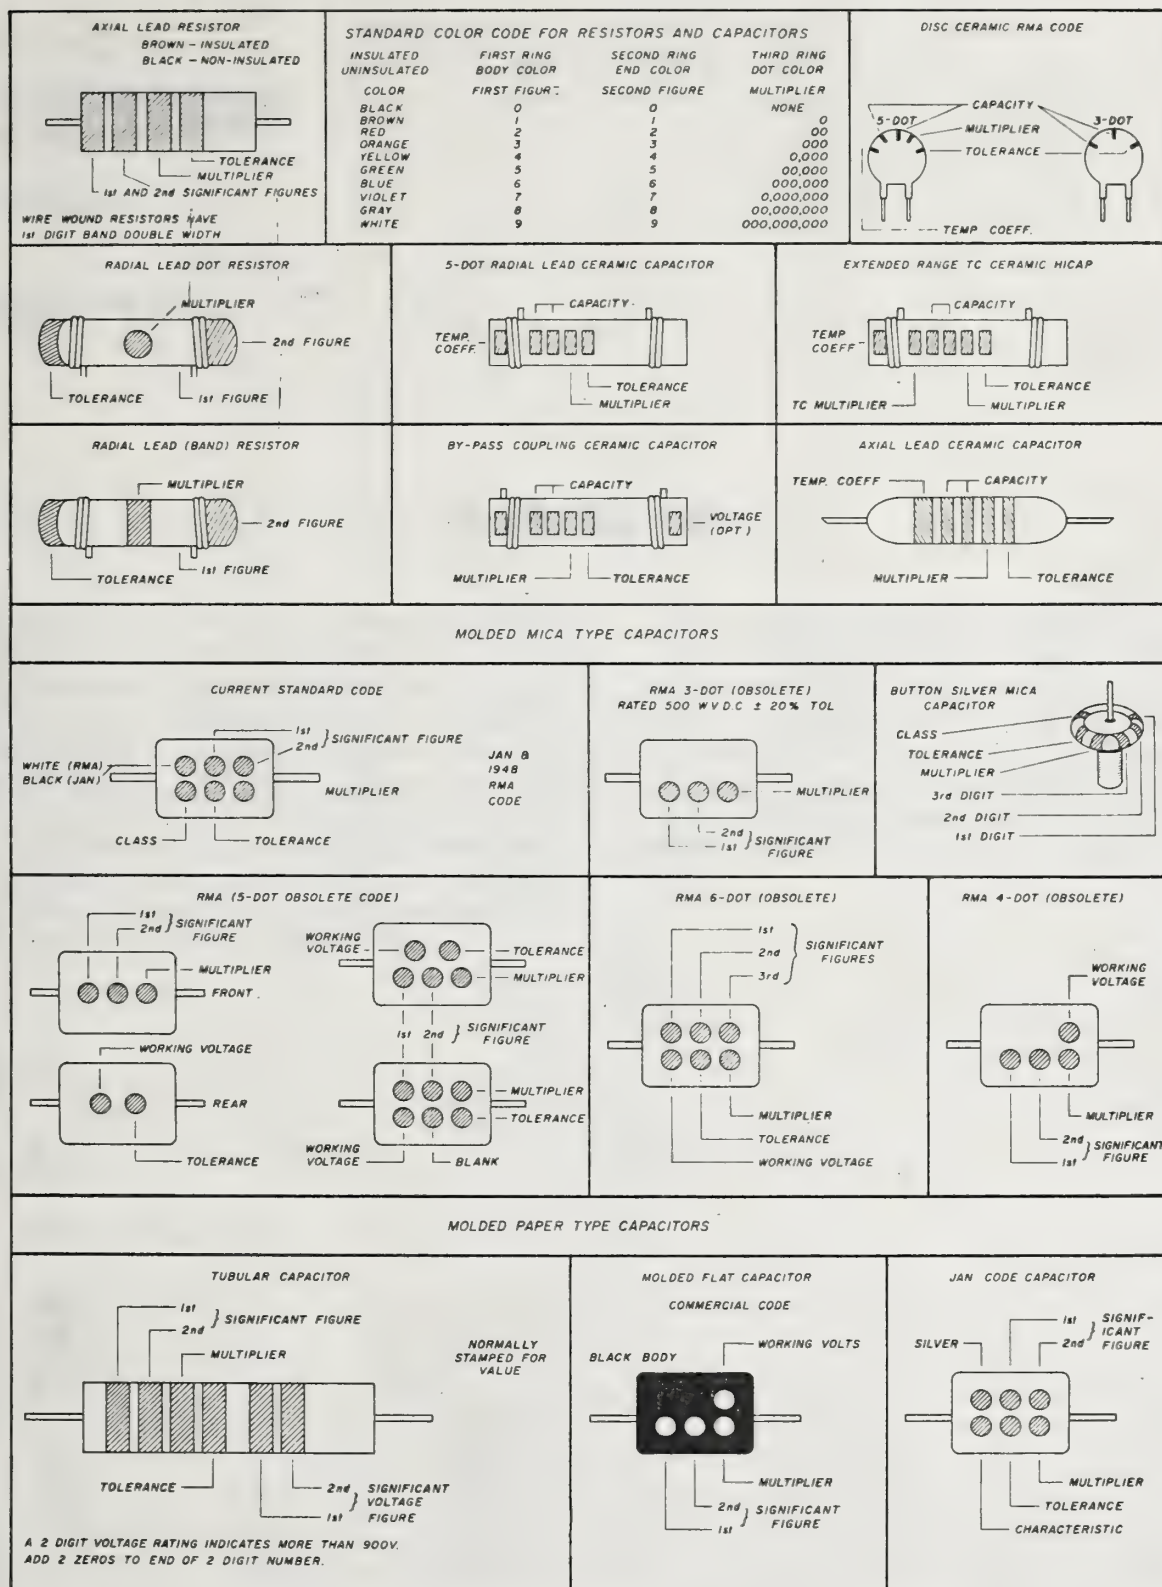 AXIAL LEAD RESISTOR
BROWN – INSULATED
BLACK – NON-INSULATED
TOLERANCE
MULTIPLIER
1st AND 2nd SIGNIFICANT FIGURES
WIRE WOUND RESISTORS HAVE
1st DIGIT BAND DOUBLE WIDTH
STANDARD COLOR CODE FOR RESISTORS AND CAPACITORS
INSULATED FIRST RING SECOND RING THIRD RING
UNINSULATED BODY COLOR END COLOR DOT COLOR
COLOR FIRST FIGURE SECOND FIGURE MULTIPLIER
BLACK 0 0 NONE
BROWN 1 1 0
RED 2 2 00
ORANGE 3 3 000
YELLOW 4 4 0,000
GREEN 5 5 00,000
BLUE 6 6 000,000
VIOLET 7 7 0,000,000
GRAY 8 8 00,000,000
WHITE 9 9 000,000,000
DISC CERAMIC RMA CODE
CAPACITY
5-DOT 3-DOT
MULTIPLIER
TOLERANCE
TEMP COEFF.
RADIAL LEAD DOT RESISTOR
MULTIPLIER
2nd FIGURE
TOLERANCE 1st FIGURE
5-DOT RADIAL LEAD CERAMIC CAPACITOR
CAPACITY
TEMP.
COEFF.
TOLERANCE
MULTIPLIER
EXTENDED RANGE TC CERAMIC HICAP
CAPACITY
TEMP
COEFF
TOLERANCE
TC MULTIPLIER MULTIPLIER
RADIAL LEAD (BAND) RESISTOR
MULTIPLIER
2nd FIGURE
1st FIGURE
TOLERANCE
BY-PASS COUPLING CERAMIC CAPACITOR
CAPACITY
VOLTAGE
(OPT.)
MULTIPLIER TOLERANCE
AXIAL LEAD CERAMIC CAPACITOR
TEMP. COEFF CAPACITY
MULTIPLIER TOLERANCE
MOLDED MICA TYPE CAPACITORS
CURRENT STANDARD CODE
1st
2nd SIGNIFICANT FIGURE
WHITE (RMA)
BLACK (JAN)
MULTIPLIER
JAN &
1948
RMA
CODE
CLASS TOLERANCE
RMA 3-DOT (OBSOLETE)
RATED 500 W.V.D.C ± 20% TOL
MULTIPLIER
2nd SIGNIFICANT
1st FIGURE
BUTTON SILVER MICA
CAPACITOR
CLASS
TOLERANCE
MULTIPLIER
3rd DIGIT
2nd DIGIT
1st DIGIT
RMA (5-DOT OBSOLETE CODE)
1st
2nd SIGNIFICANT
FIGURE
MULTIPLIER
FRONT
WORKING VOLTAGE
REAR
TOLERANCE
WORKING
VOLTAGE
TOLERANCE
MULTIPLIER
1st 2nd SIGNIFICANT
FIGURE
MULTIPLIER
TOLERANCE
WORKING
VOLTAGE
BLANK
RMA 6-DOT (OBSOLETE)
1st
2nd SIGNIFICANT
FIGURES
3rd
MULTIPLIER
TOLERANCE
WORKING VOLTAGE
RMA 4-DOT (OBSOLETE)
WORKING
VOLTAGE
MULTIPLIER
2nd SIGNIFICANT
1st FIGURE
MOLDED PAPER TYPE CAPACITORS
TUBULAR CAPACITOR
1st
2nd SIGNIFICANT FIGURE
MULTIPLIER
NORMALLY
STAMPED FOR
VALUE
TOLERANCE
2nd SIGNIFICANT
VOLTAGE
1st FIGURE
A 2 DIGIT VOLTAGE RATING INDICATES MORE THAN 900V.
ADD 2 ZEROS TO END OF 2 DIGIT NUMBER.
MOLDED FLAT CAPACITOR
COMMERCIAL CODE
WORKING VOLTS
BLACK BODY
MULTIPLIER
2nd SIGNIFICANT
1st FIGURE
JAN CODE CAPACITOR
1st SIGNIF-
ICANT
2nd FIGURE
SILVER
MULTIPLIER
TOLERANCE
CHARACTERISTIC